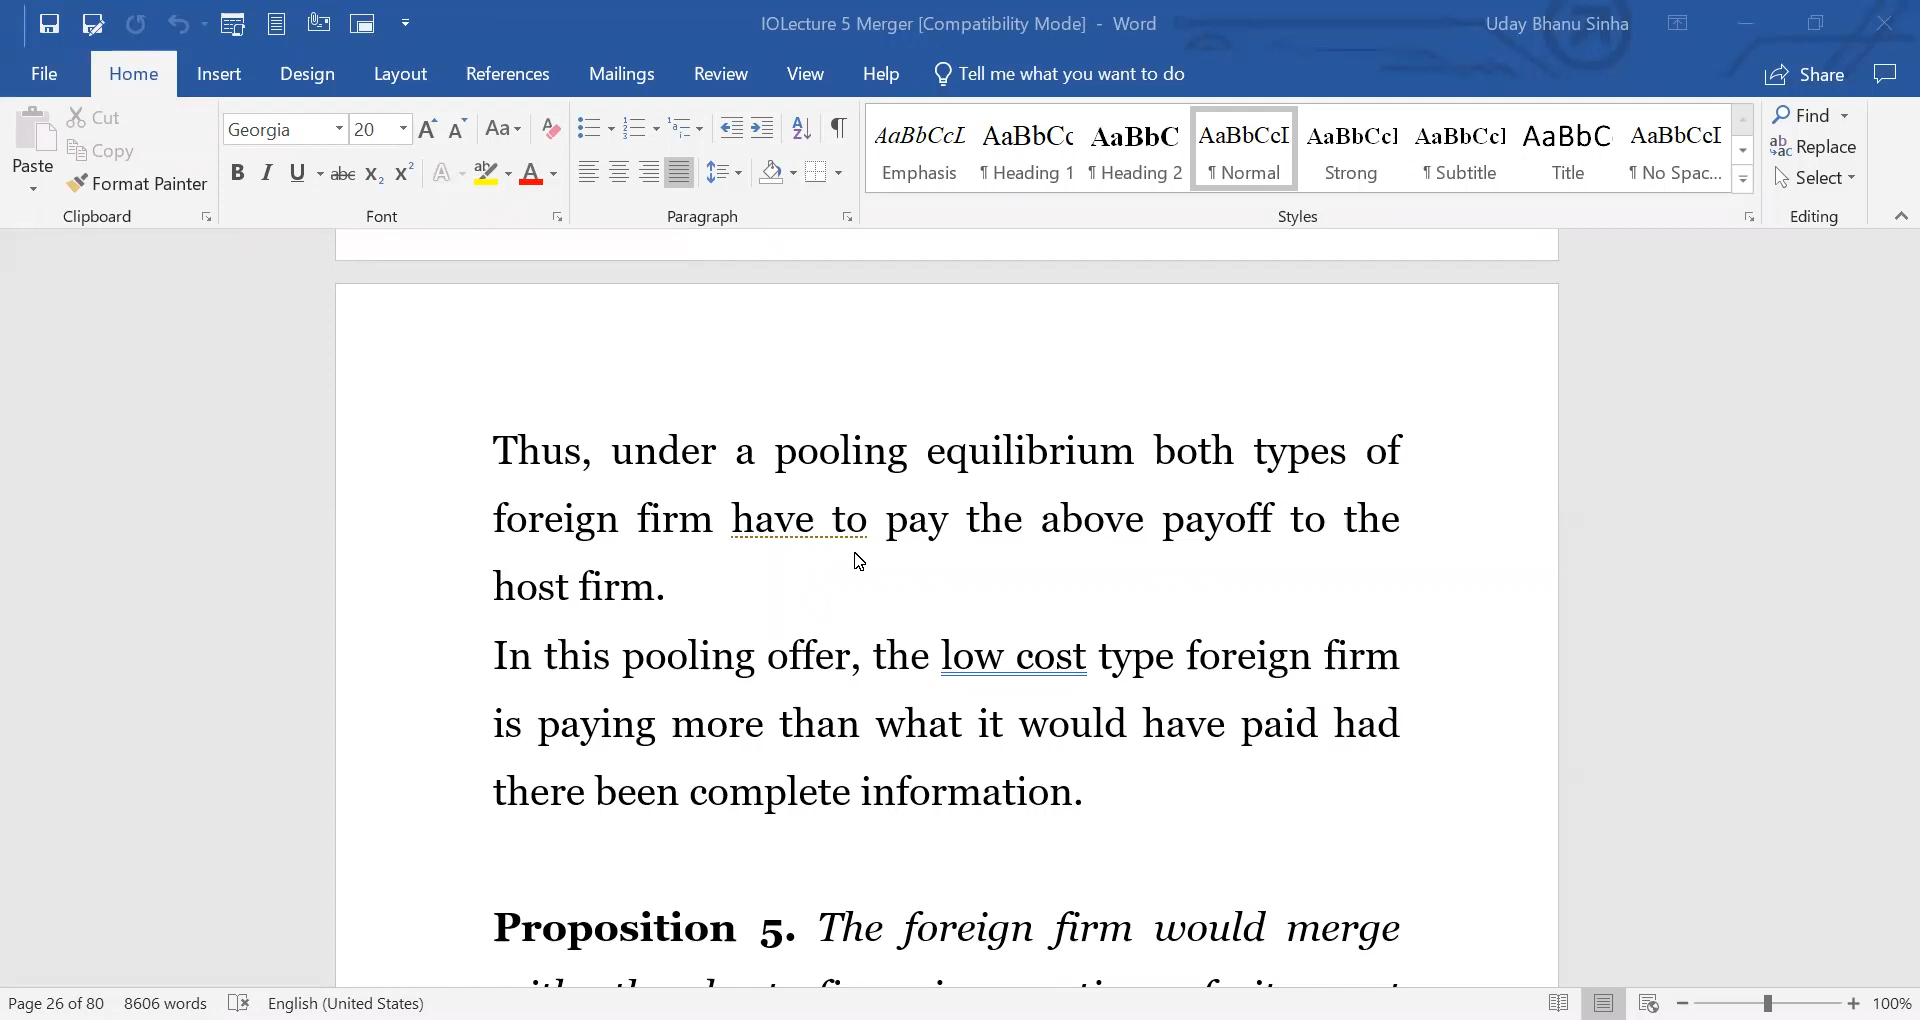 IOLecture 5 Merger [Compatibility Mode] - Word
Uday Bhanu Sinha
File Home Insert Design Layout References Mailings Review View Help Tell me what you want to do Share
Paste
Cut
Copy
Format Painter
Clipboard
Georgia 20
Font
Paragraph
AaBbCcL AaBbCc AaBbC AaBbCcI AaBbCcl AaBbCcl AaBbC AaBbCcI
Emphasis ¶ Heading 1 ¶ Heading 2 ¶ Normal Strong ¶ Subtitle Title ¶ No Spac...
Styles
Find
Replace
Select
Editing
Thus, under a pooling equilibrium both types of
foreign firm have to pay the above payoff to the
host firm.
In this pooling offer, the low cost type foreign firm
is paying more than what it would have paid had
there been complete information.
Proposition 5. The foreign firm would merge
Page 26 of 80 8606 words English (United States) 100%